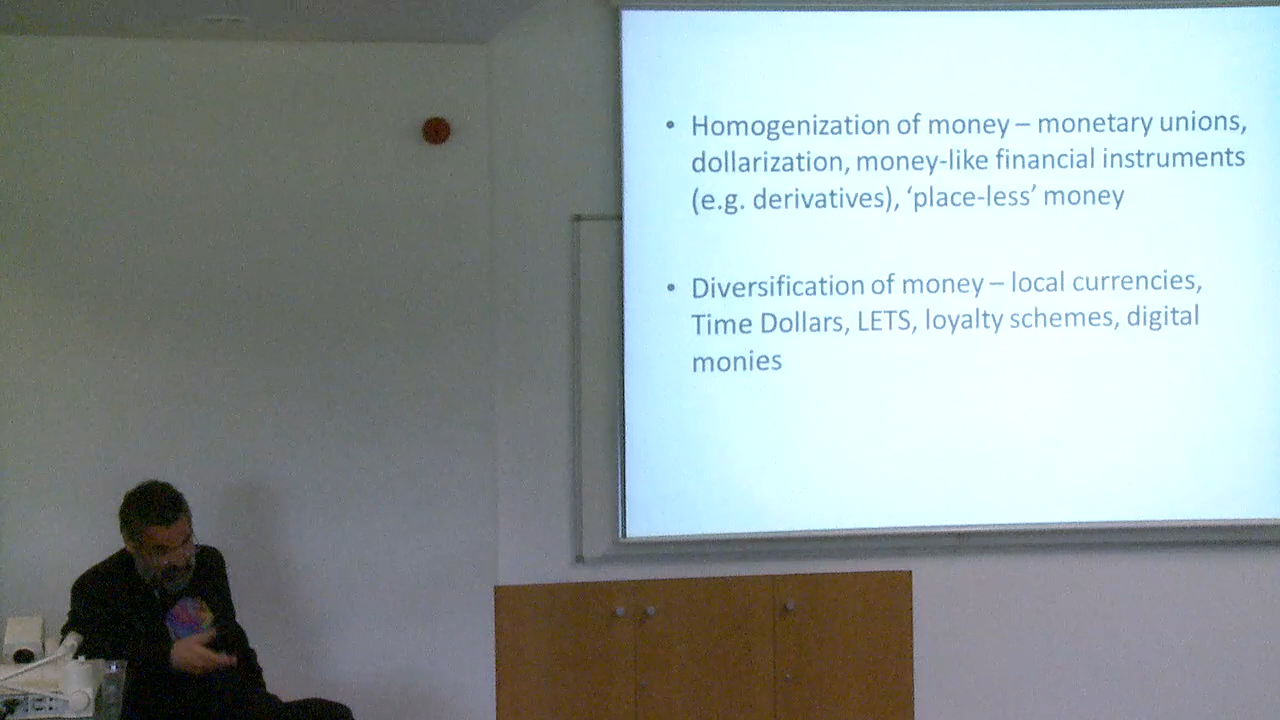 • Homogenization of money – monetary unions,
dollarization, money-like financial instruments
(e.g. derivatives), ‘place-less’ money
• Diversification of money – local currencies,
Time Dollars, LETS, loyalty schemes, digital
monies